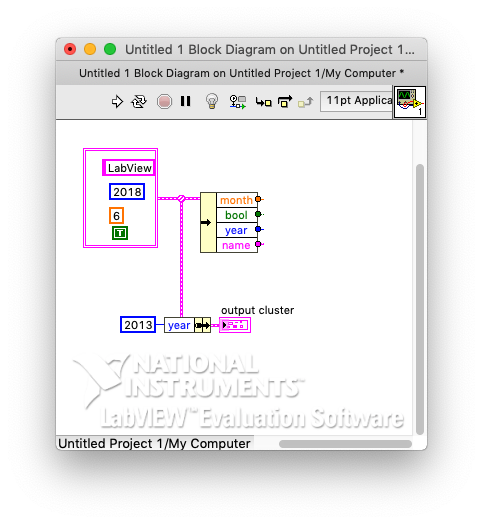 Untitled 1 Block Diagram on Untitled Project 1...
Untitled 1 Block Diagram on Untitled Project 1/My Computer *
11pt Applica
1
LabView
2018
6
T
month
bool
year
name
output cluster
2013
year
NATIONAL
INSTRUMENTS™
LabVIEW™ Evaluation Software
Untitled Project 1/My Computer